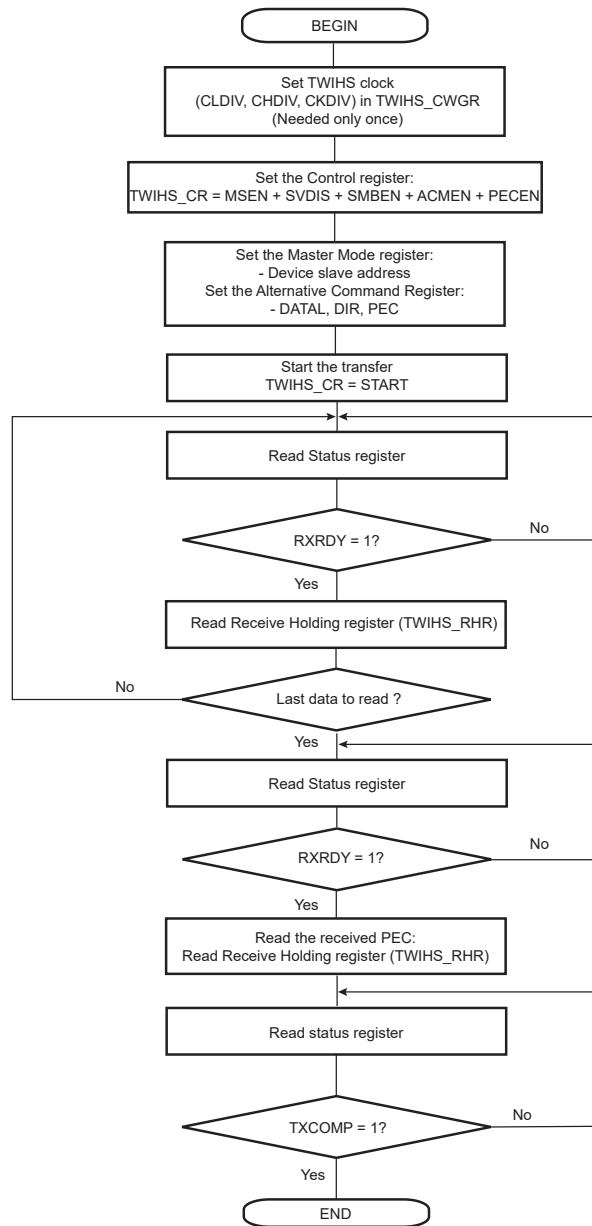 BEGIN
Set TWIHS clock
(CLDIV, CHDIV, CKDIV) in TWIHS_CWGR
(Needed only once)
Set the Control register:
TWIHS_CR = MSEN + SVDIS + SMBEN + ACMEN + PECEN
Set the Master Mode register:
- Device slave address
Set the Alternative Command Register:
- DATAL, DIR, PEC
Start the transfer
TWIHS_CR = START
Read Status register
RXRDY = 1?
No
Yes
Read Receive Holding register (TWIHS_RHR)
No
Last data to read ?
Yes
Read Status register
RXRDY = 1?
No
Yes
Read the received PEC:
Read Receive Holding register (TWIHS_RHR)
Read status register
TXCOMP = 1?
No
Yes
END